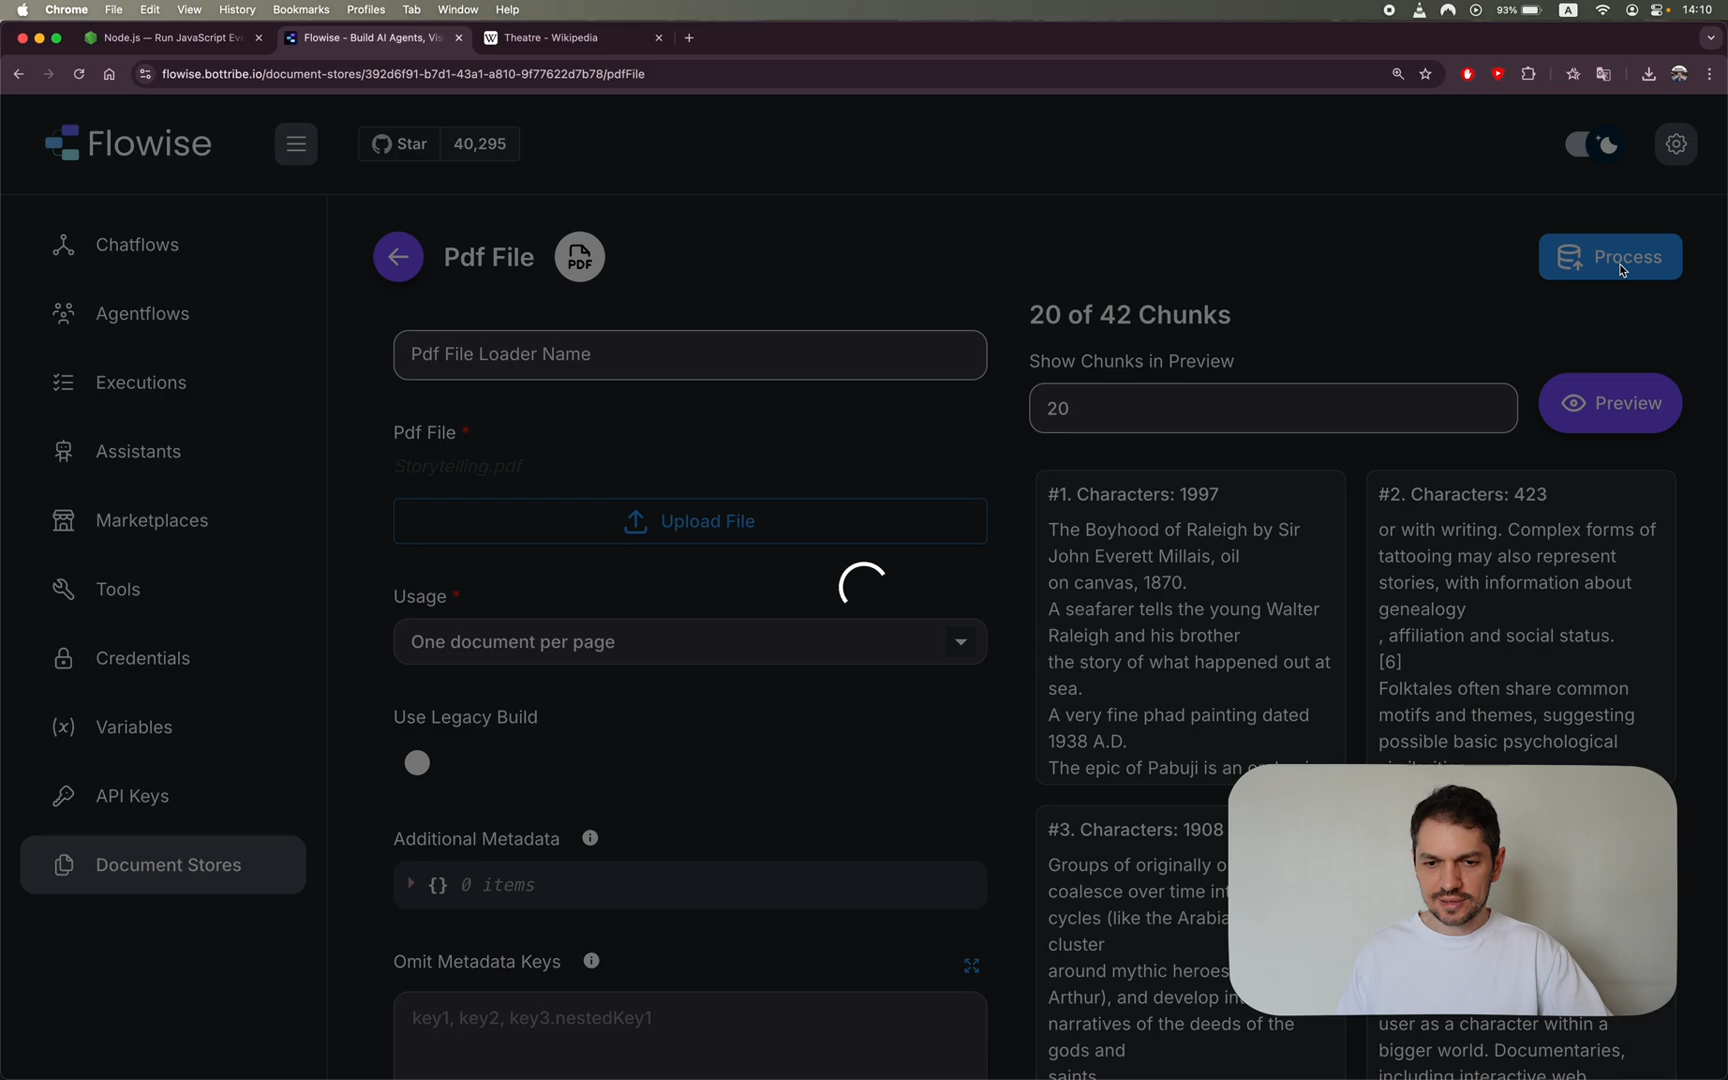 Chrome File Edit View History Bookmarks Profiles Tab Window Help 93% A 14:10
Node.js — Run JavaScript Ev
Flowise - Build AI Agents, Vis
W Theatre - Wikipedia
flowise.bottribe.io/document-stores/392d6f91-b7d1-43a1-a810-9f77622d7b78/pdfFile
Flowise
Star 40,295
Chatflows
Agentflows
Executions
Assistants
Marketplaces
Tools
Credentials
Variables
API Keys
Document Stores
Pdf File
PDF
Process
Pdf File Loader Name
Pdf File *
Storytelling.pdf
Upload File
Usage *
One document per page
Use Legacy Build
Additional Metadata
{} 0 items
Omit Metadata Keys
key1, key2, key3.nestedKey1
20 of 42 Chunks
Show Chunks in Preview
20
Preview
#1. Characters: 1997
The Boyhood of Raleigh by Sir
John Everett Millais, oil
on canvas, 1870.
A seafarer tells the young Walter
Raleigh and his brother
the story of what happened out at
sea.
A very fine phad painting dated
1938 A.D.
The epic of Pabuji is an
#2. Characters: 423
or with writing. Complex forms of
tattooing may also represent
stories, with information about
genealogy
, affiliation and social status.
[6]
Folktales often share common
motifs and themes, suggesting
possible basic psychological
#3. Characters: 1908
Groups of originally
coalesce over time
cycles (like the
cluster
around mythic heroes
Arthur), and develop
narratives of the deeds of the
gods and
saints
user as a character within a
bigger world. Documentaries,
including interactive web